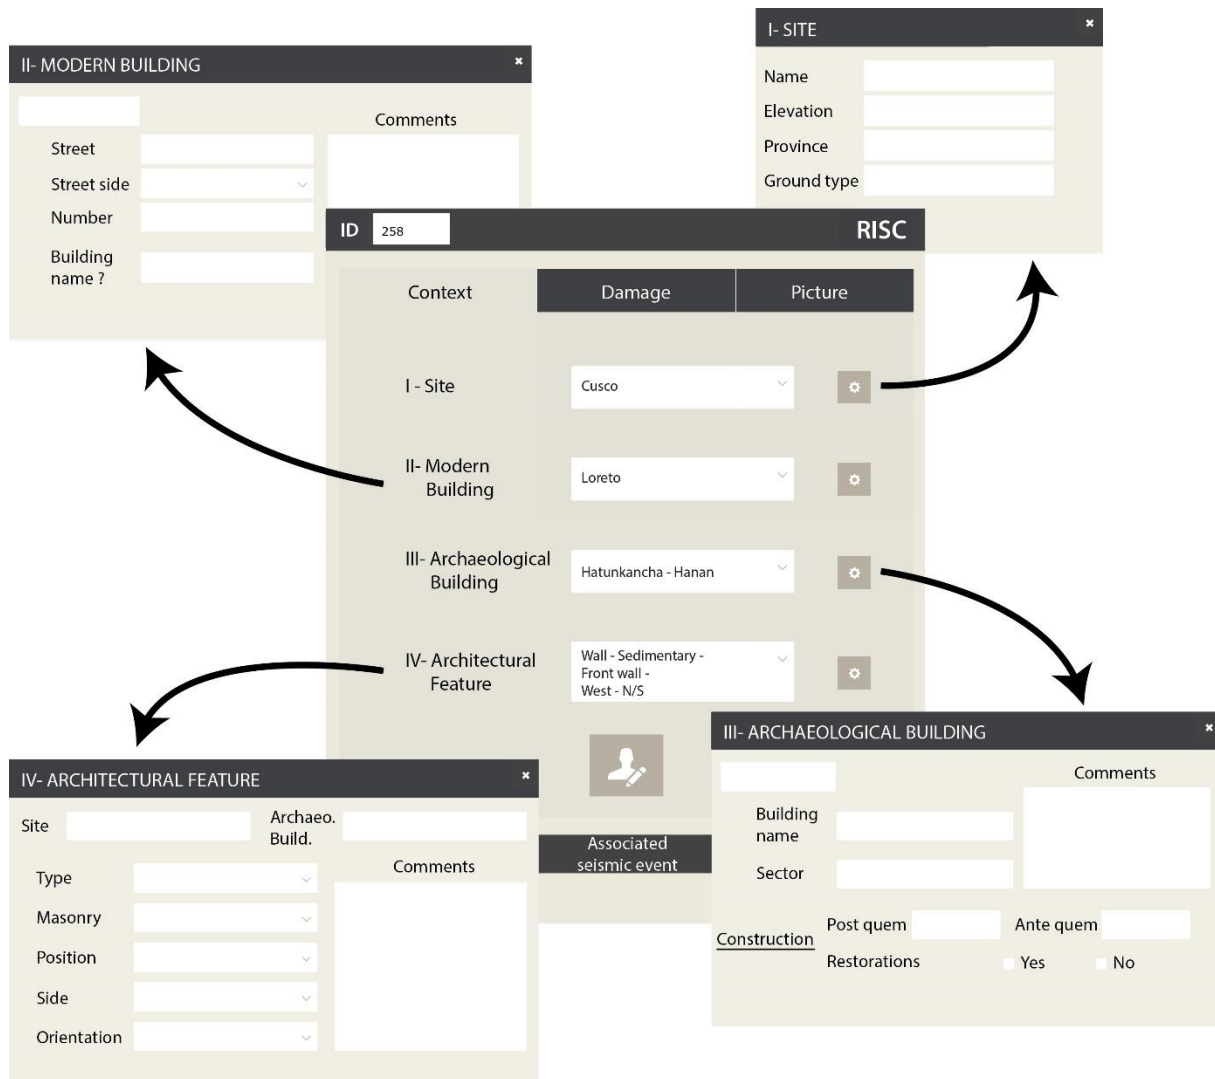 II- MODERN BUILDING
Comments
Street
Street side
Number
Building
name ?
I- SITE
Name
Elevation
Province
Ground type
ID 258 RISC
Context Damage Picture
I - Site Cusco
II- Modern
Building
Loreto
III- Archaeological
Building
Hatunkancha - Hanan
IV- Architectural
Feature
Wall - Sedimentary -
Front wall -
West - N/S
Associated
seismic event
IV- ARCHITECTURAL FEATURE
Site
Archaeo.
Build.
Comments
Type
Masonry
Position
Side
Orientation
III- ARCHAEOLOGICAL BUILDING
Comments
Building
name
Sector
Construction
Post quem Ante quem
Restorations Yes No